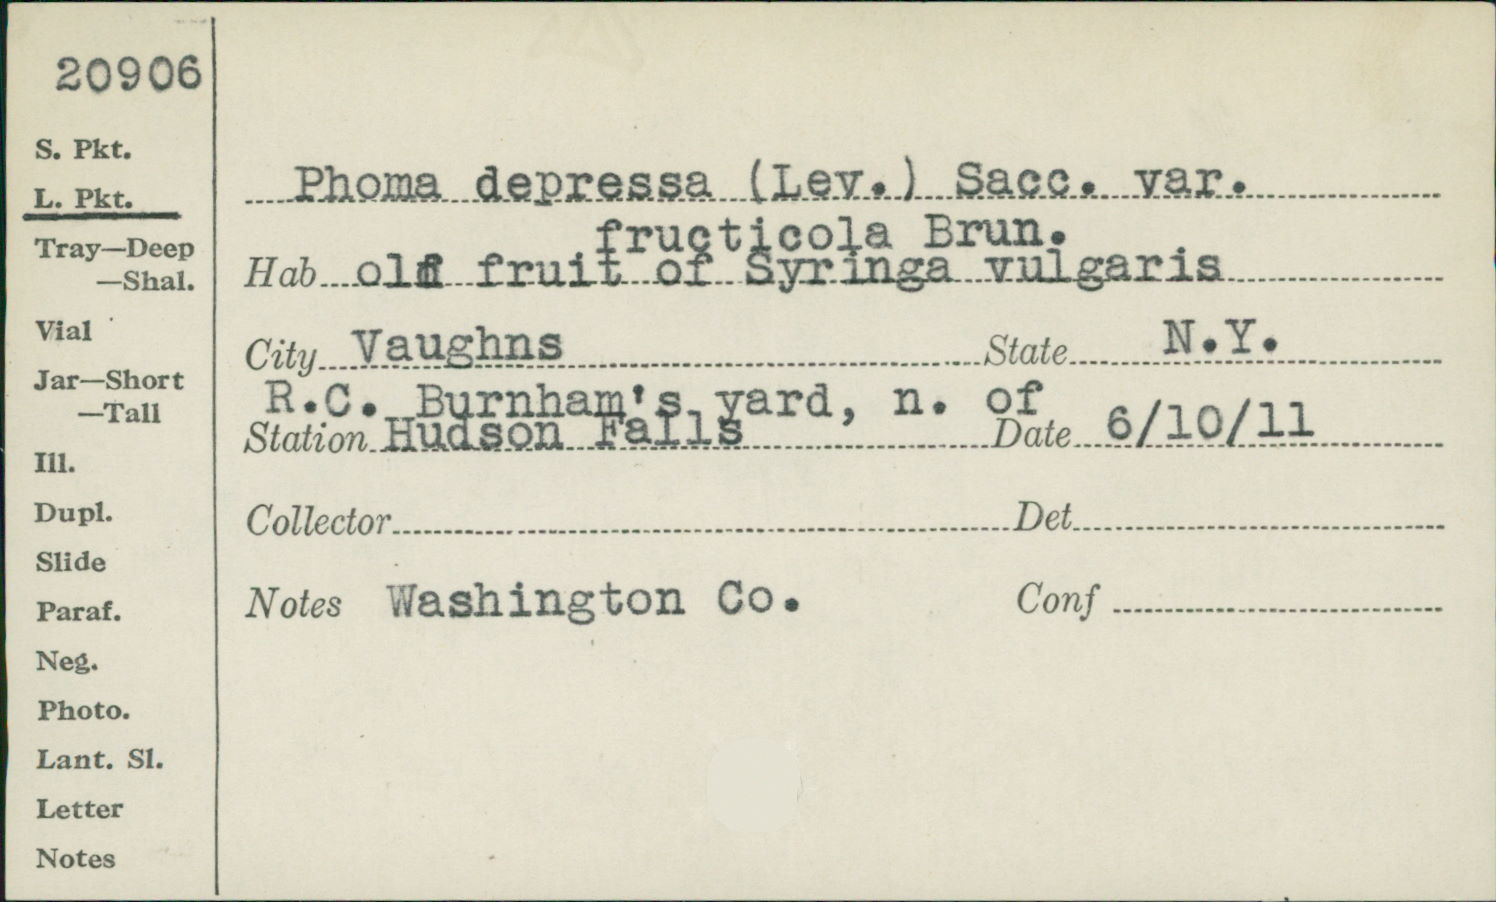 20906
S. Pkt.
L. Pkt.
Tray—Deep
—Shal.
Vial
Jar—Short
—Tall
Ill.
Dupl.
Slide
Paraf.
Neg.
Photo.
Lant. Sl.
Letter
Notes
Phoma depressa (Lev.) Sacc. var.
fructicola Brun.
Hab old fruit of Syringa vulgaris
City Vaughns State N.Y.
R.C. Burnham's yard, n. of
Station Hudson Falls Date 6/10/11
Collector Det
Notes Washington Co. Conf